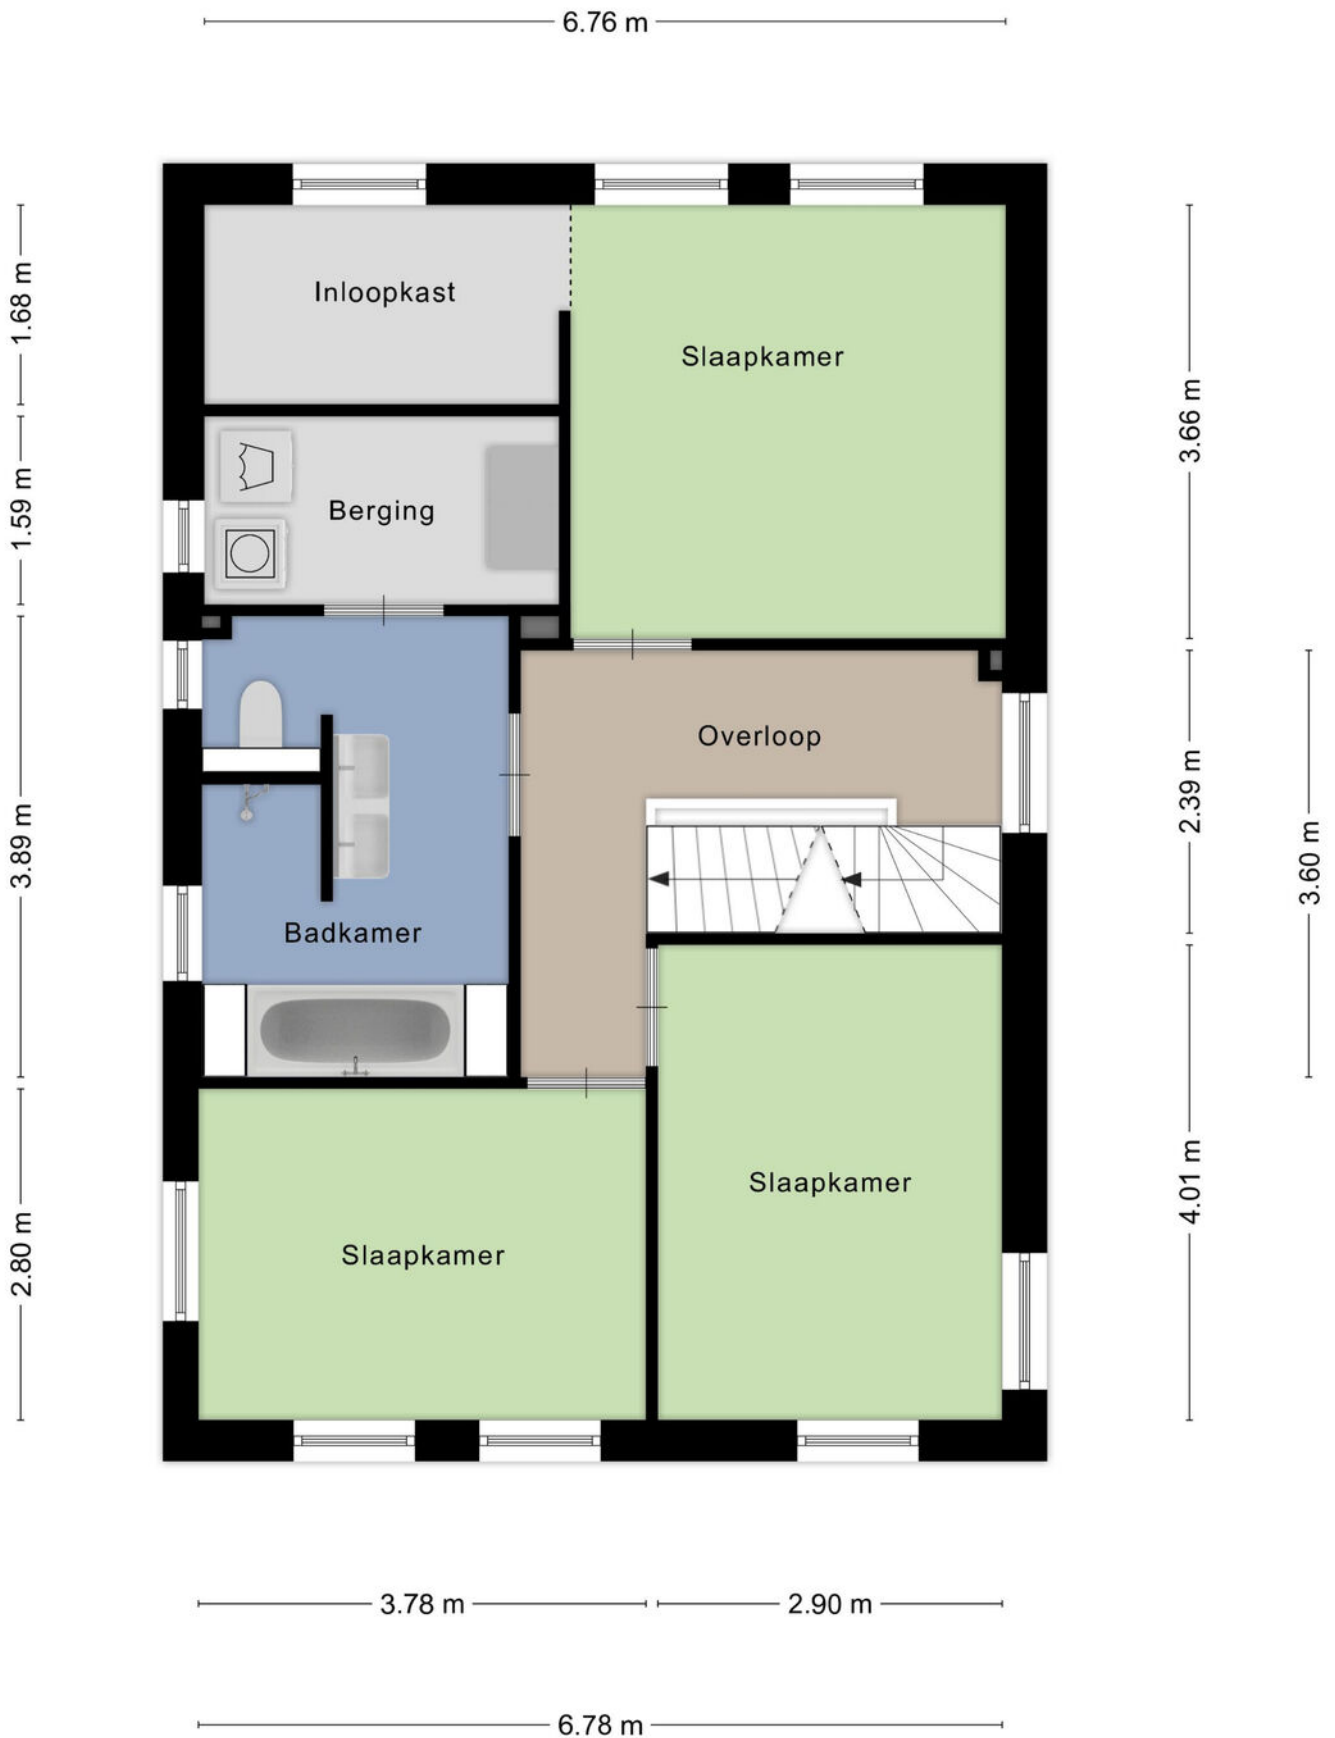 6.76 m
Inloopkast
Slaapkamer
1.68 m
3.66 m
Berging
1.59 m
Overloop
2.39 m
3.89 m
3.60 m
Badkamer
Slaapkamer
4.01 m
Slaapkamer
2.80 m
3.78 m
2.90 m
6.78 m